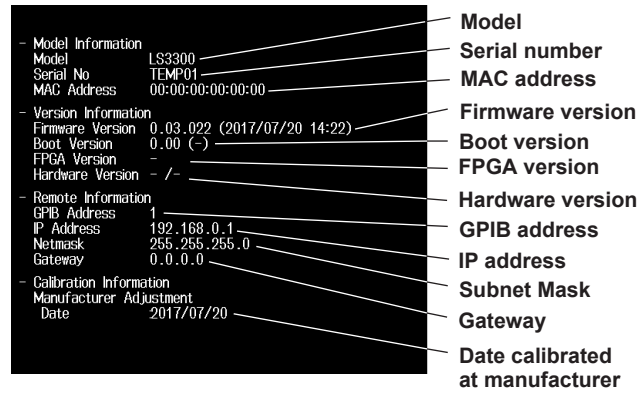 - Model Information
Model LS3300
Serial No TEMP01
MAC Address 00:00:00:00:00:00
- Version Information
Firmware Version 0.03.022 (2017/07/20 14:22)
Boot Version 0.00 (-)
FPGA Version -
Hardware Version - /-
- Remote Information
GPIB Address 1
IP Address 192.168.0.1
Netmask 255.255.255.0
Gateway 0.0.0.0
- Calibration Information
Manufacturer Adjustment
Date 2017/07/20
Model
Serial number
MAC address
Firmware version
Boot version
FPGA version
Hardware version
GPIB address
IP address
Subnet Mask
Gateway
Date calibrated
at manufacturer